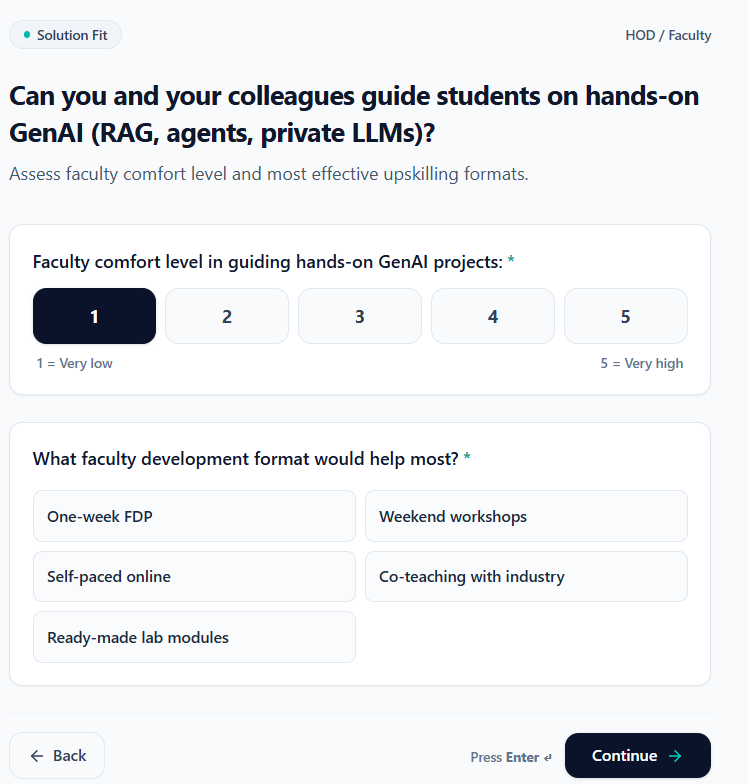 Solution Fit
HOD / Faculty
Can you and your colleagues guide students on hands-on
GenAI (RAG, agents, private LLMs)?
Assess faculty comfort level and most effective upskilling formats.
Faculty comfort level in guiding hands-on GenAI projects: *
1
2
3
4
5
1 = Very low
5 = Very high
What faculty development format would help most? *
One-week FDP
Weekend workshops
Self-paced online
Co-teaching with industry
Ready-made lab modules
← Back
Press Enter ↵
Continue →